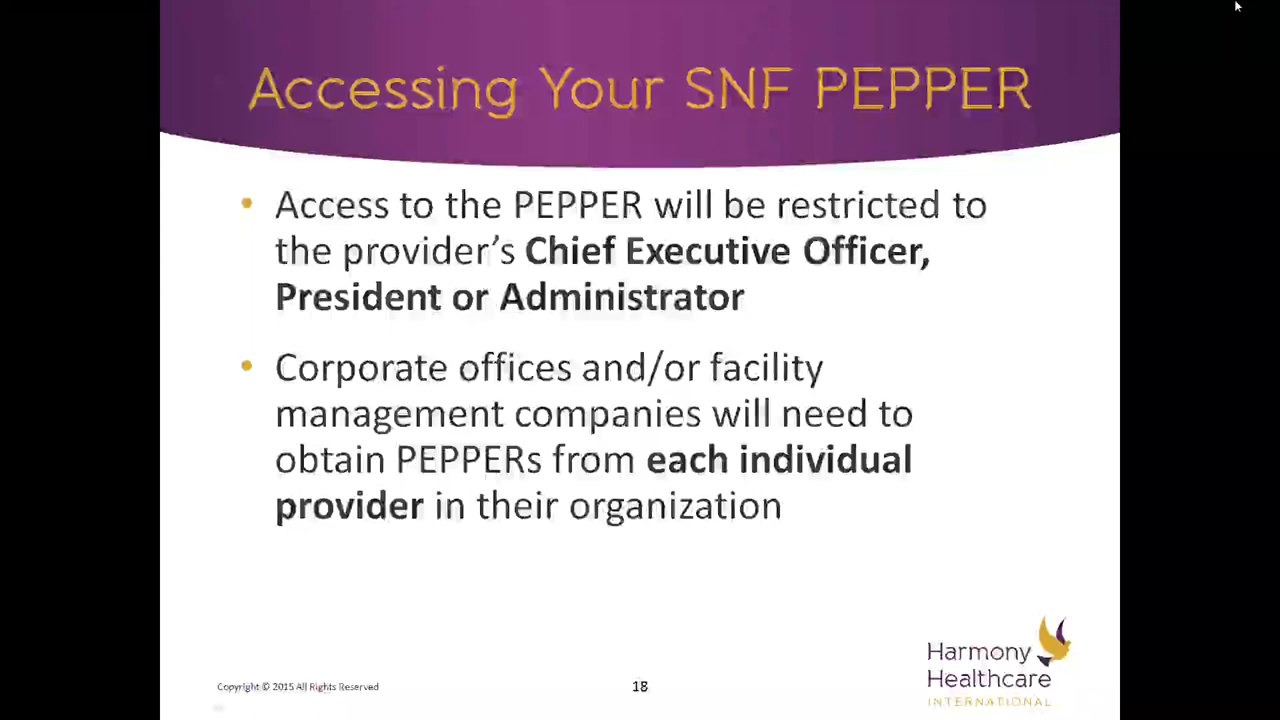 Accessing Your SNF PEPPER
• Access to the PEPPER will be restricted to
the provider’s Chief Executive Officer,
President or Administrator
• Corporate offices and/or facility
management companies will need to
obtain PEPPERs from each individual
provider in their organization
Copyright © 2015 All Rights Reserved
18
Harmony
Healthcare
INTERNATIONAL